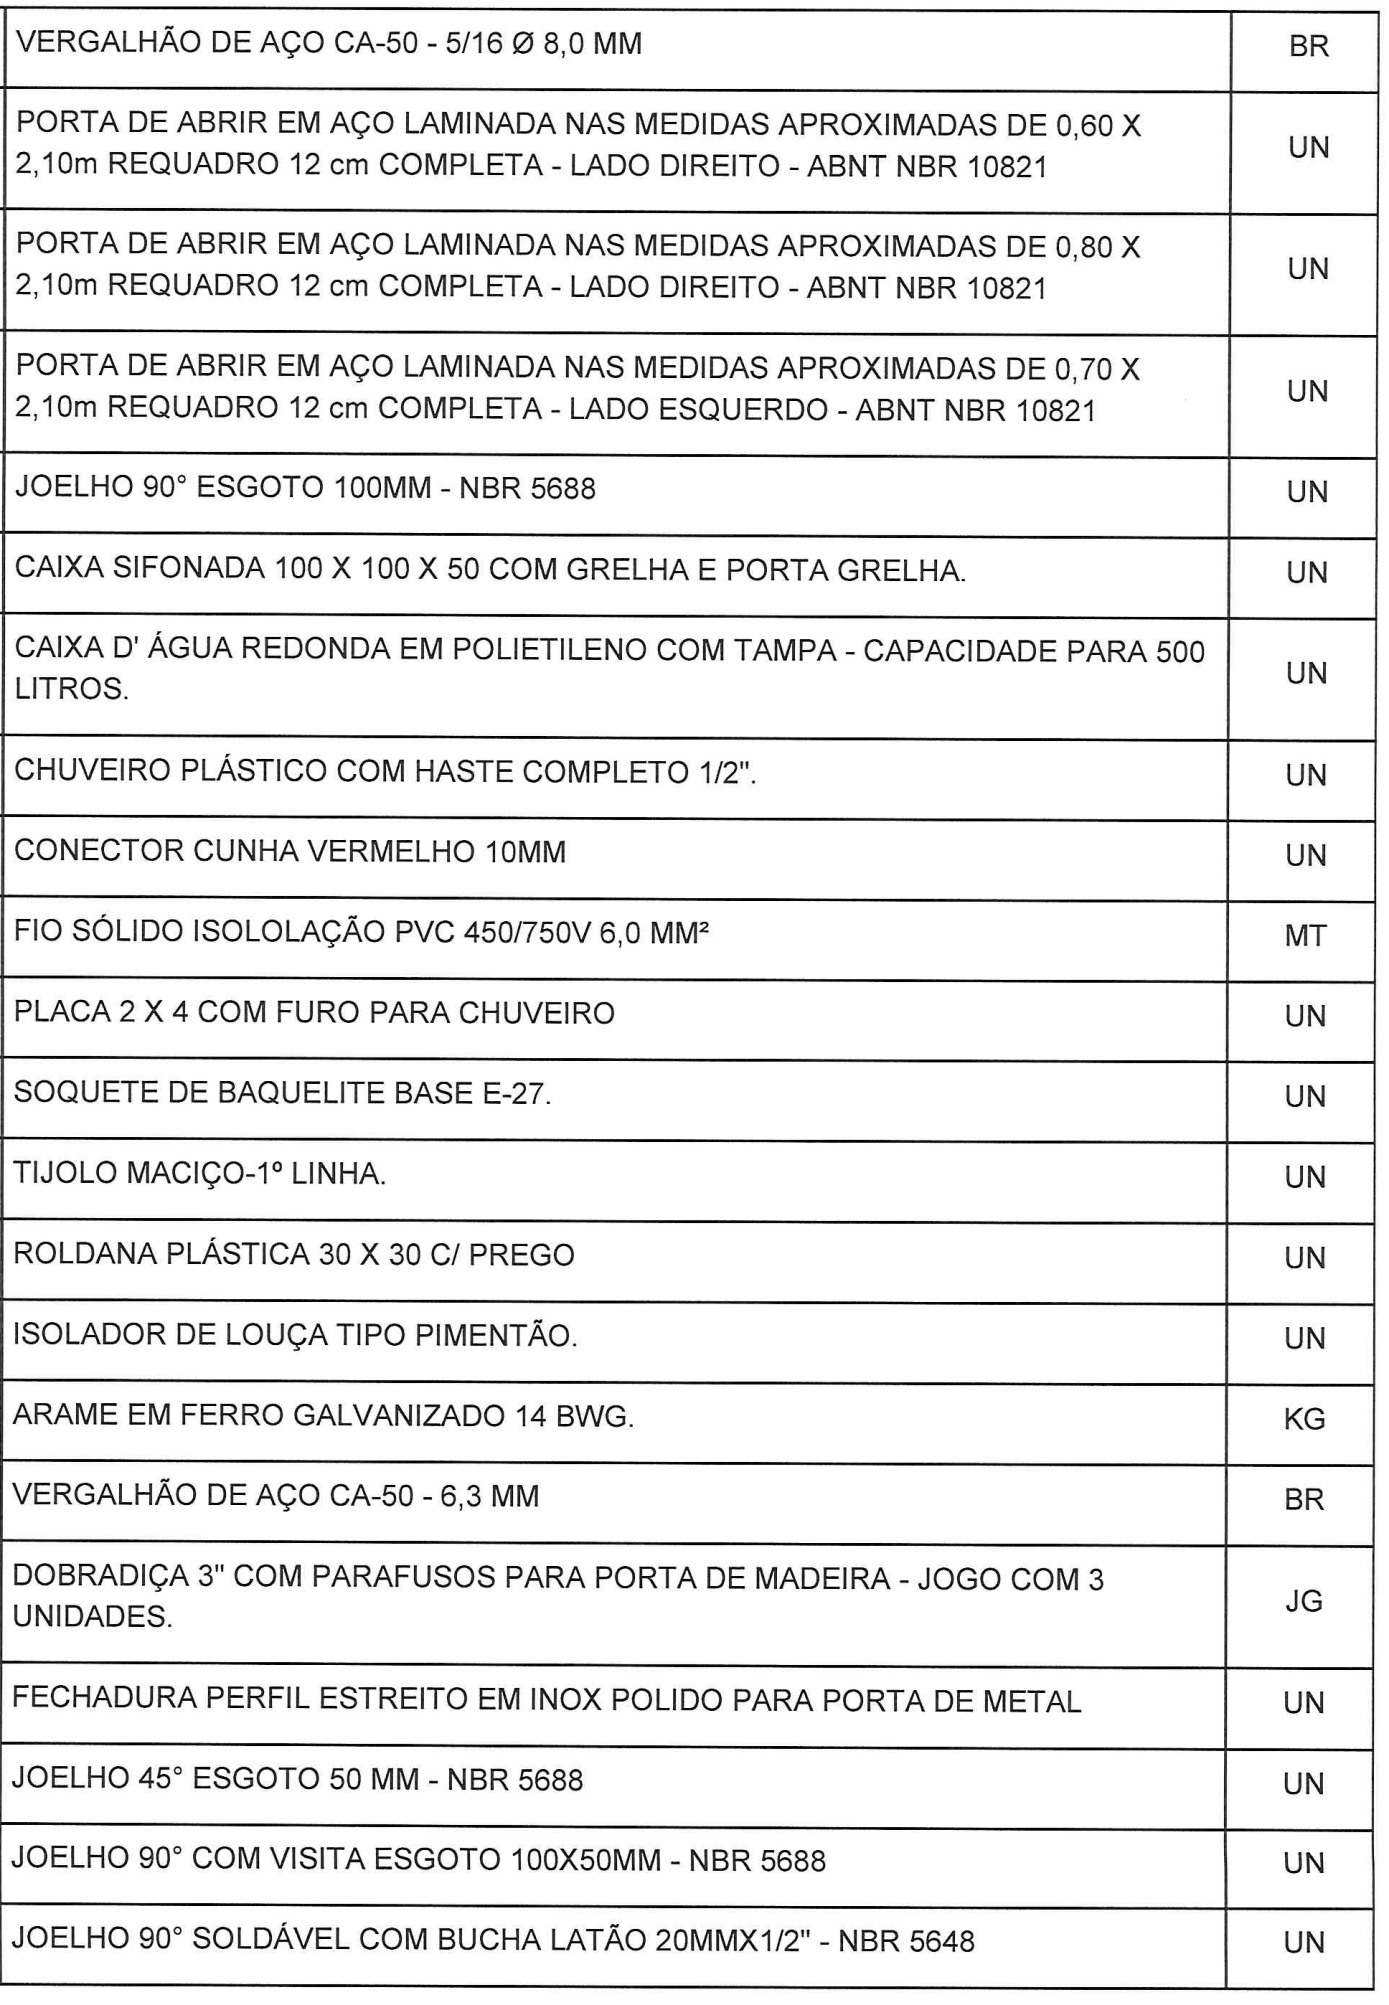 VERGALHÃO DE AÇO CA-50 - 5/16 Ø 8,0 MM
BR
PORTA DE ABRIR EM AÇO LAMINADA NAS MEDIDAS APROXIMADAS DE 0,60 X
2,10m REQUADRO 12 cm COMPLETA - LADO DIREITO - ABNT NBR 10821
UN
PORTA DE ABRIR EM AÇO LAMINADA NAS MEDIDAS APROXIMADAS DE 0,80 X
2,10m REQUADRO 12 cm COMPLETA - LADO DIREITO - ABNT NBR 10821
UN
PORTA DE ABRIR EM AÇO LAMINADA NAS MEDIDAS APROXIMADAS DE 0,70 X
2,10m REQUADRO 12 cm COMPLETA - LADO ESQUERDO - ABNT NBR 10821
UN
JOELHO 90° ESGOTO 100MM - NBR 5688
UN
CAIXA SIFONADA 100 X 100 X 50 COM GRELHA E PORTA GRELHA.
UN
CAIXA D' ÁGUA REDONDA EM POLIETILENO COM TAMPA - CAPACIDADE PARA 500
LITROS.
UN
CHUVEIRO PLÁSTICO COM HASTE COMPLETO 1/2".
UN
CONECTOR CUNHA VERMELHO 10MM
UN
FIO SÓLIDO ISOLOLAÇÃO PVC 450/750V 6,0 MM²
MT
PLACA 2 X 4 COM FURO PARA CHUVEIRO
UN
SOQUETE DE BAQUELITE BASE E-27.
UN
TIJOLO MACIÇO-1º LINHA.
UN
ROLDANA PLÁSTICA 30 X 30 C/ PREGO
UN
ISOLADOR DE LOUÇA TIPO PIMENTÃO.
UN
ARAME EM FERRO GALVANIZADO 14 BWG.
KG
VERGALHÃO DE AÇO CA-50 - 6,3 MM
BR
DOBRADIÇA 3" COM PARAFUSOS PARA PORTA DE MADEIRA - JOGO COM 3
UNIDADES.
JG
FECHADURA PERFIL ESTREITO EM INOX POLIDO PARA PORTA DE METAL
UN
JOELHO 45° ESGOTO 50 MM - NBR 5688
UN
JOELHO 90° COM VISITA ESGOTO 100X50MM - NBR 5688
UN
JOELHO 90° SOLDÁVEL COM BUCHA LATÃO 20MMX1/2" - NBR 5648
UN